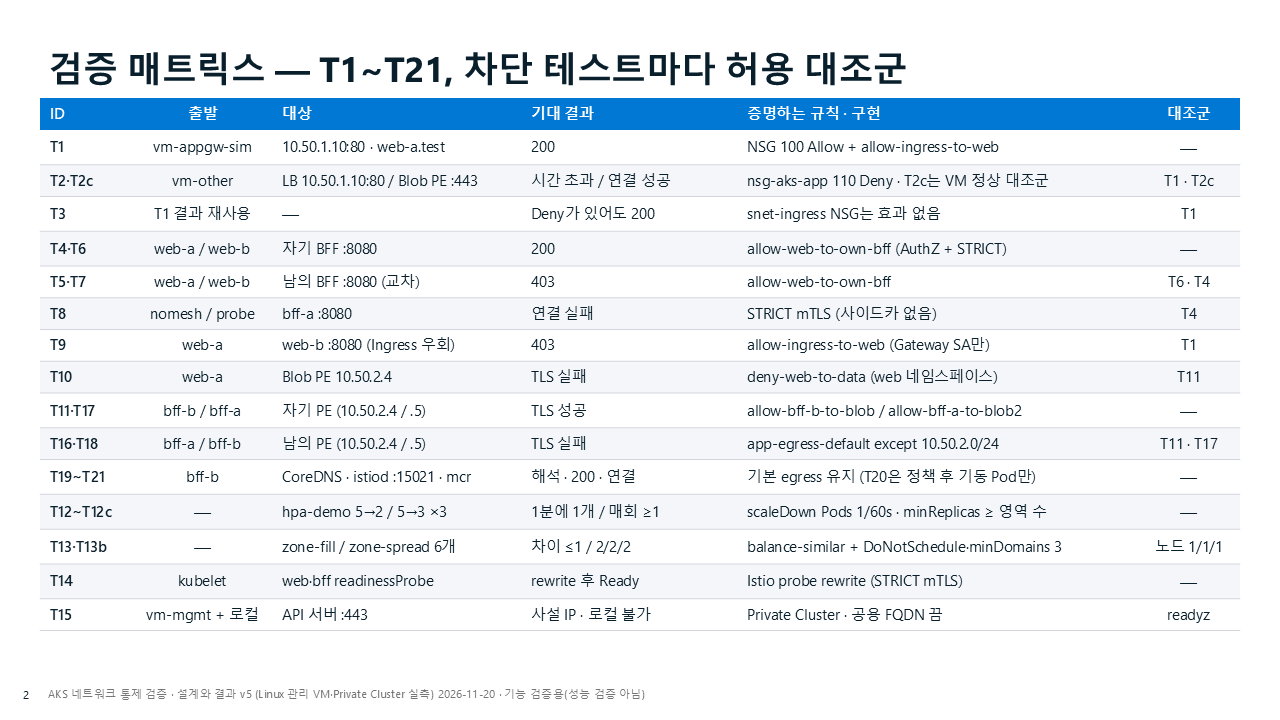 검증 매트릭스 — T1~T21, 차단 테스트마다 허용 대조군
ID 출발 대상 기대 결과 증명하는 규칙 · 구현 대조군
T1 vm-appgw-sim 10.50.1.10:80 · web-a.test 200 NSG 100 Allow + allow-ingress-to-web —
T2·T2c vm-other LB 10.50.1.10:80 / Blob PE :443 시간 초과 / 연결 성공 nsg-aks-app 110 Deny · T2c는 VM 정상 대조군 T1 · T2c
T3 T1 결과 재사용 — Deny가 있어도 200 snet-ingress NSG는 효과 없음 T1
T4·T6 web-a / web-b 자기 BFF :8080 200 allow-web-to-own-bff (AuthZ + STRICT) —
T5·T7 web-a / web-b 남의 BFF :8080 (교차) 403 allow-web-to-own-bff T6 · T4
T8 nomesh / probe bff-a :8080 연결 실패 STRICT mTLS (사이드카 없음) T4
T9 web-a web-b :8080 (Ingress 우회) 403 allow-ingress-to-web (Gateway SA만) T1
T10 web-a Blob PE 10.50.2.4 TLS 실패 deny-web-to-data (web 네임스페이스) T11
T11·T17 bff-b / bff-a 자기 PE (10.50.2.4 / .5) TLS 성공 allow-bff-b-to-blob / allow-bff-a-to-blob2 —
T16·T18 bff-a / bff-b 남의 PE (10.50.2.4 / .5) TLS 실패 app-egress-default except 10.50.2.0/24 T11 · T17
T19~T21 bff-b CoreDNS · istiod :15021 · mcr 해석 · 200 · 연결 기본 egress 유지 (T20은 정책 후 기동 Pod만) —
T12~T12c — hpa-demo 5→2 / 5→3 ×3 1분에 1개 / 매회 ≥1 scaleDown Pods 1/60s · minReplicas ≥ 영역 수 —
T13·T13b — zone-fill / zone-spread 6개 차이 ≤1 / 2/2/2 balance-similar + DoNotSchedule·minDomains 3 노드 1/1/1
T14 kubelet web·bff readinessProbe rewrite 후 Ready Istio probe rewrite (STRICT mTLS) —
T15 vm-mgmt + 로컬 API 서버 :443 사설 IP · 로컬 불가 Private Cluster · 공용 FQDN 끔 readyz
2 AKS 네트워크 통제 검증 · 설계와 결과 v5 (Linux 관리 VM·Private Cluster 실측) 2026-11-20 · 기능 검증용(성능 검증 아님)